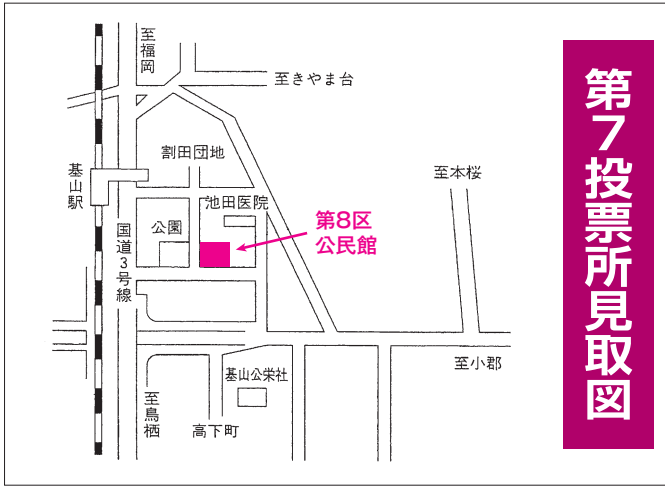 第7投票所見取図
至福岡
至きやま台
割田団地
基山駅
池田医院
至本桜
公園
第8区
公民館
国道3号線
至小郡
基山公栄社
至鳥栖
高下町